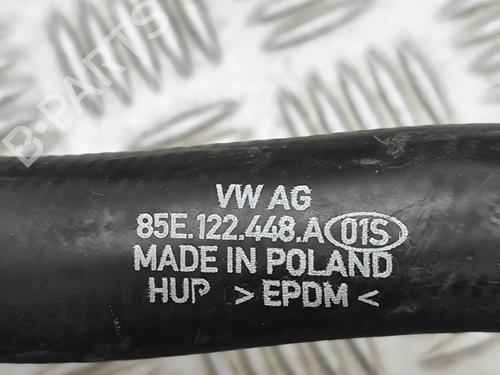 B-PARTS
VW AG
85E.122.448.A 01S
MADE IN POLAND
HUP >EPDM<